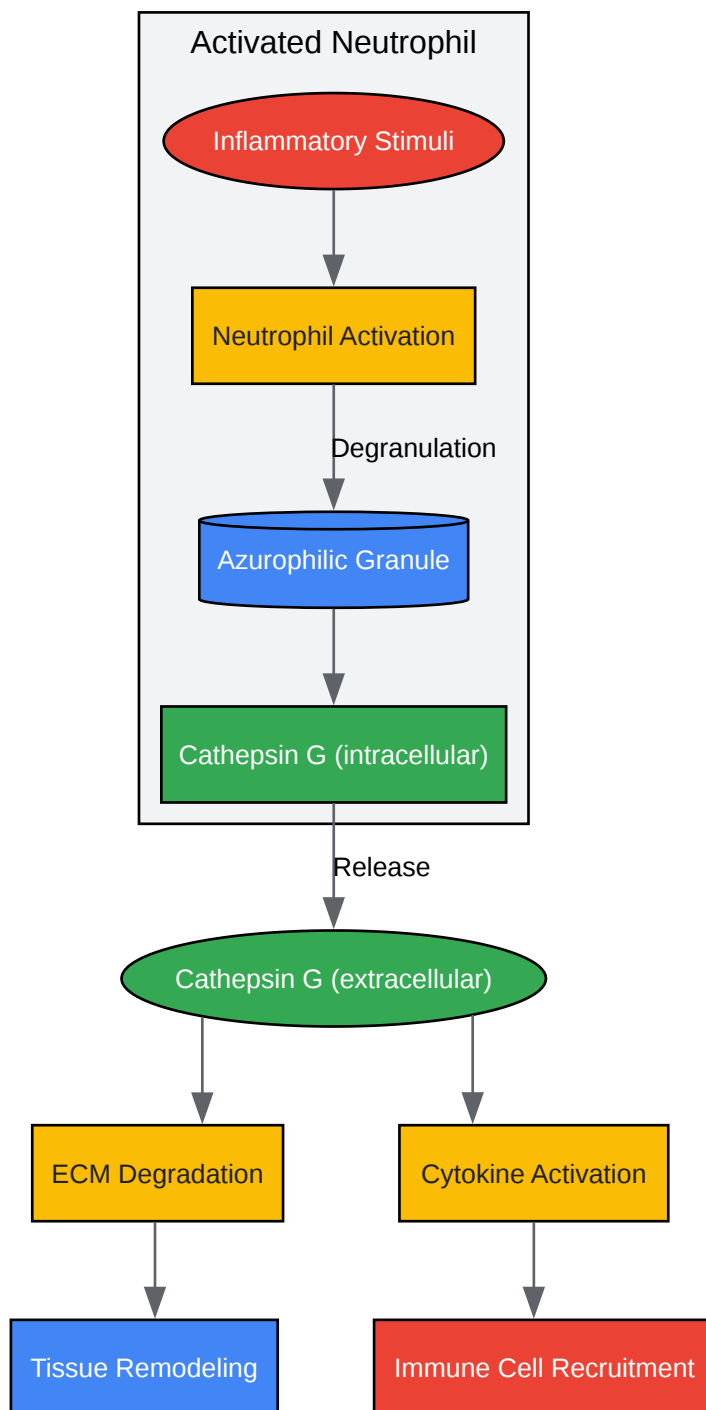 Activated Neutrophil
Inflammatory Stimuli
Neutrophil Activation
Degranulation
Azurophilic Granule
Cathepsin G (intracellular)
Release
Cathepsin G (extracellular)
ECM Degradation
Cytokine Activation
Tissue Remodeling
Immune Cell Recruitment